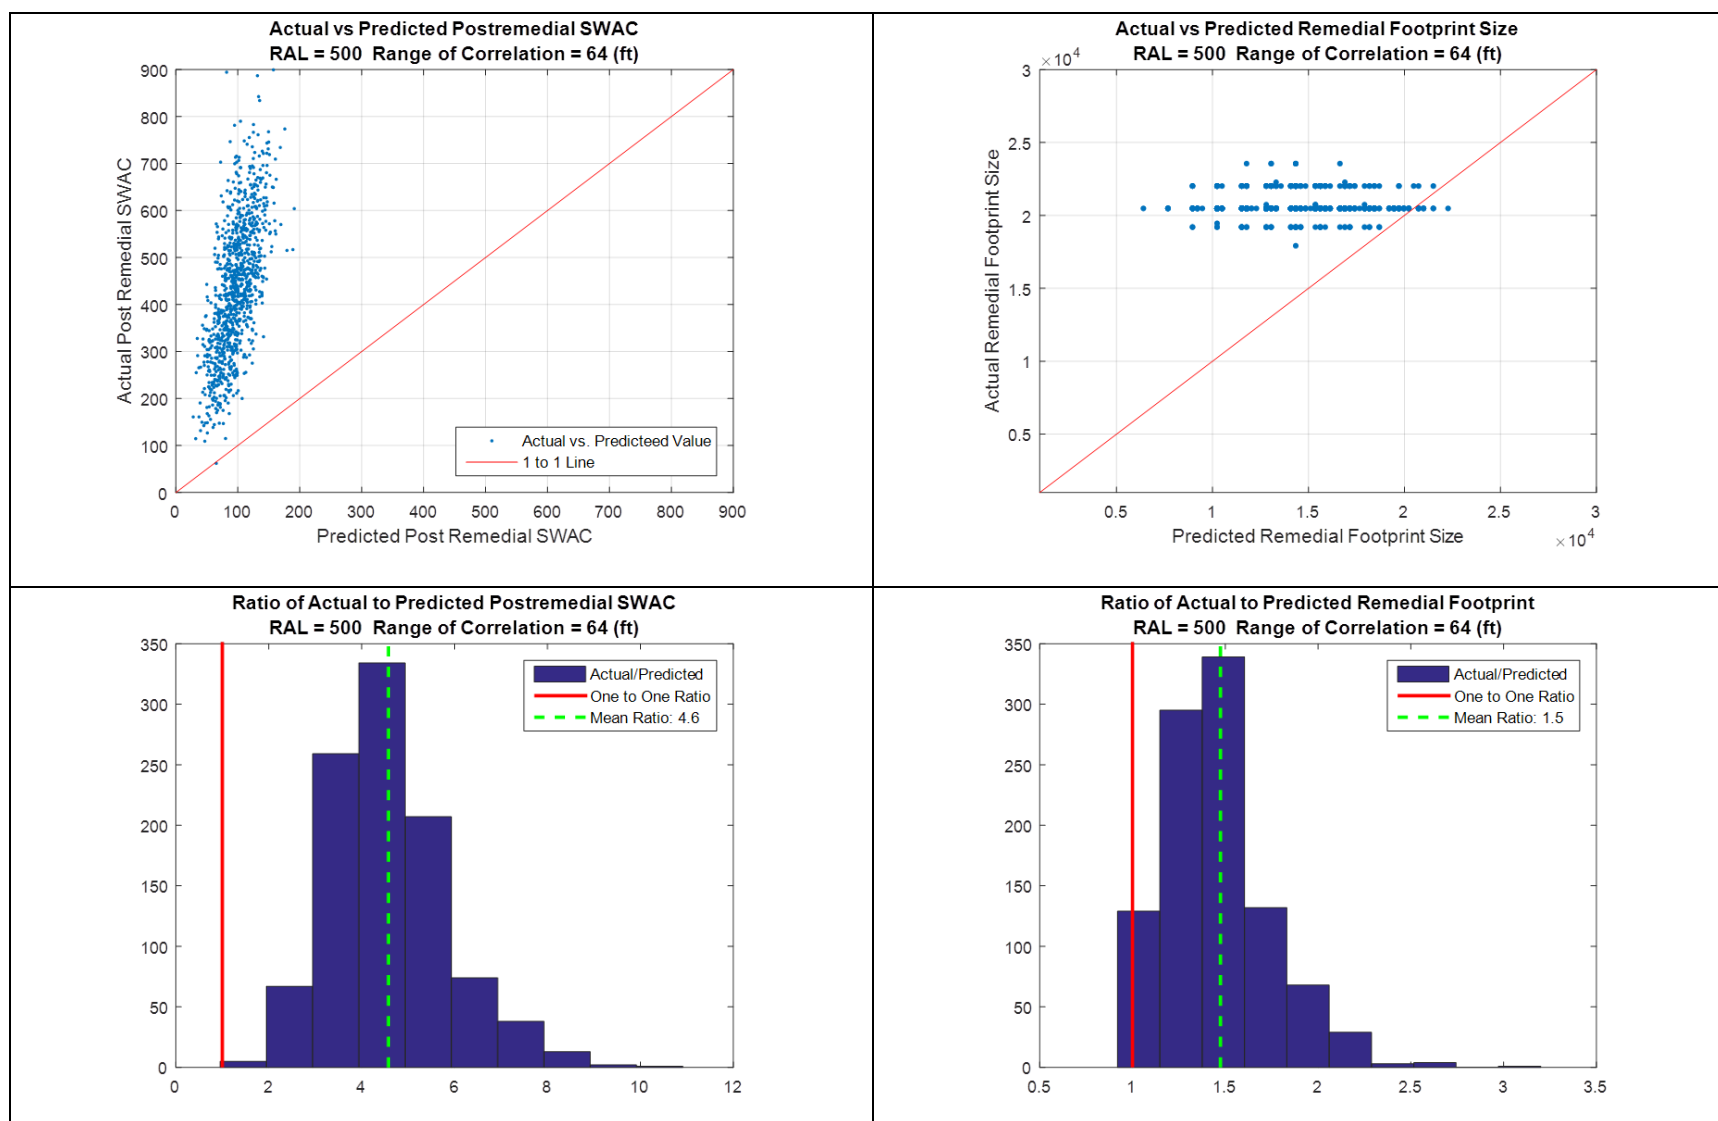 Actual vs Predicted Postremedial SWAC
RAL = 500  Range of Correlation = 64 (ft)
900
800
700
600
500
400
300
200
100
0
Actual Post Remedial SWAC
Actual vs. Predicteed Value
1 to 1 Line
0 100 200 300 400 500 600 700 800 900
Predicted Post Remedial SWAC
Actual vs Predicted Remedial Footprint Size
RAL = 500  Range of Correlation = 64 (ft)
×10^4
3
2.5
2
1.5
1
0.5
Actual Remedial Footprint Size
0.5 1 1.5 2 2.5 3
Predicted Remedial Footprint Size
×10^4
Ratio of Actual to Predicted Postremedial SWAC
RAL = 500  Range of Correlation = 64 (ft)
350
300
250
200
150
100
50
0
Actual/Predicted
One to One Ratio
Mean Ratio: 4.6
0 2 4 6 8 10 12
Ratio of Actual to Predicted Remedial Footprint
RAL = 500  Range of Correlation = 64 (ft)
350
300
250
200
150
100
50
0
Actual/Predicted
One to One Ratio
Mean Ratio: 1.5
0.5 1 1.5 2 2.5 3 3.5